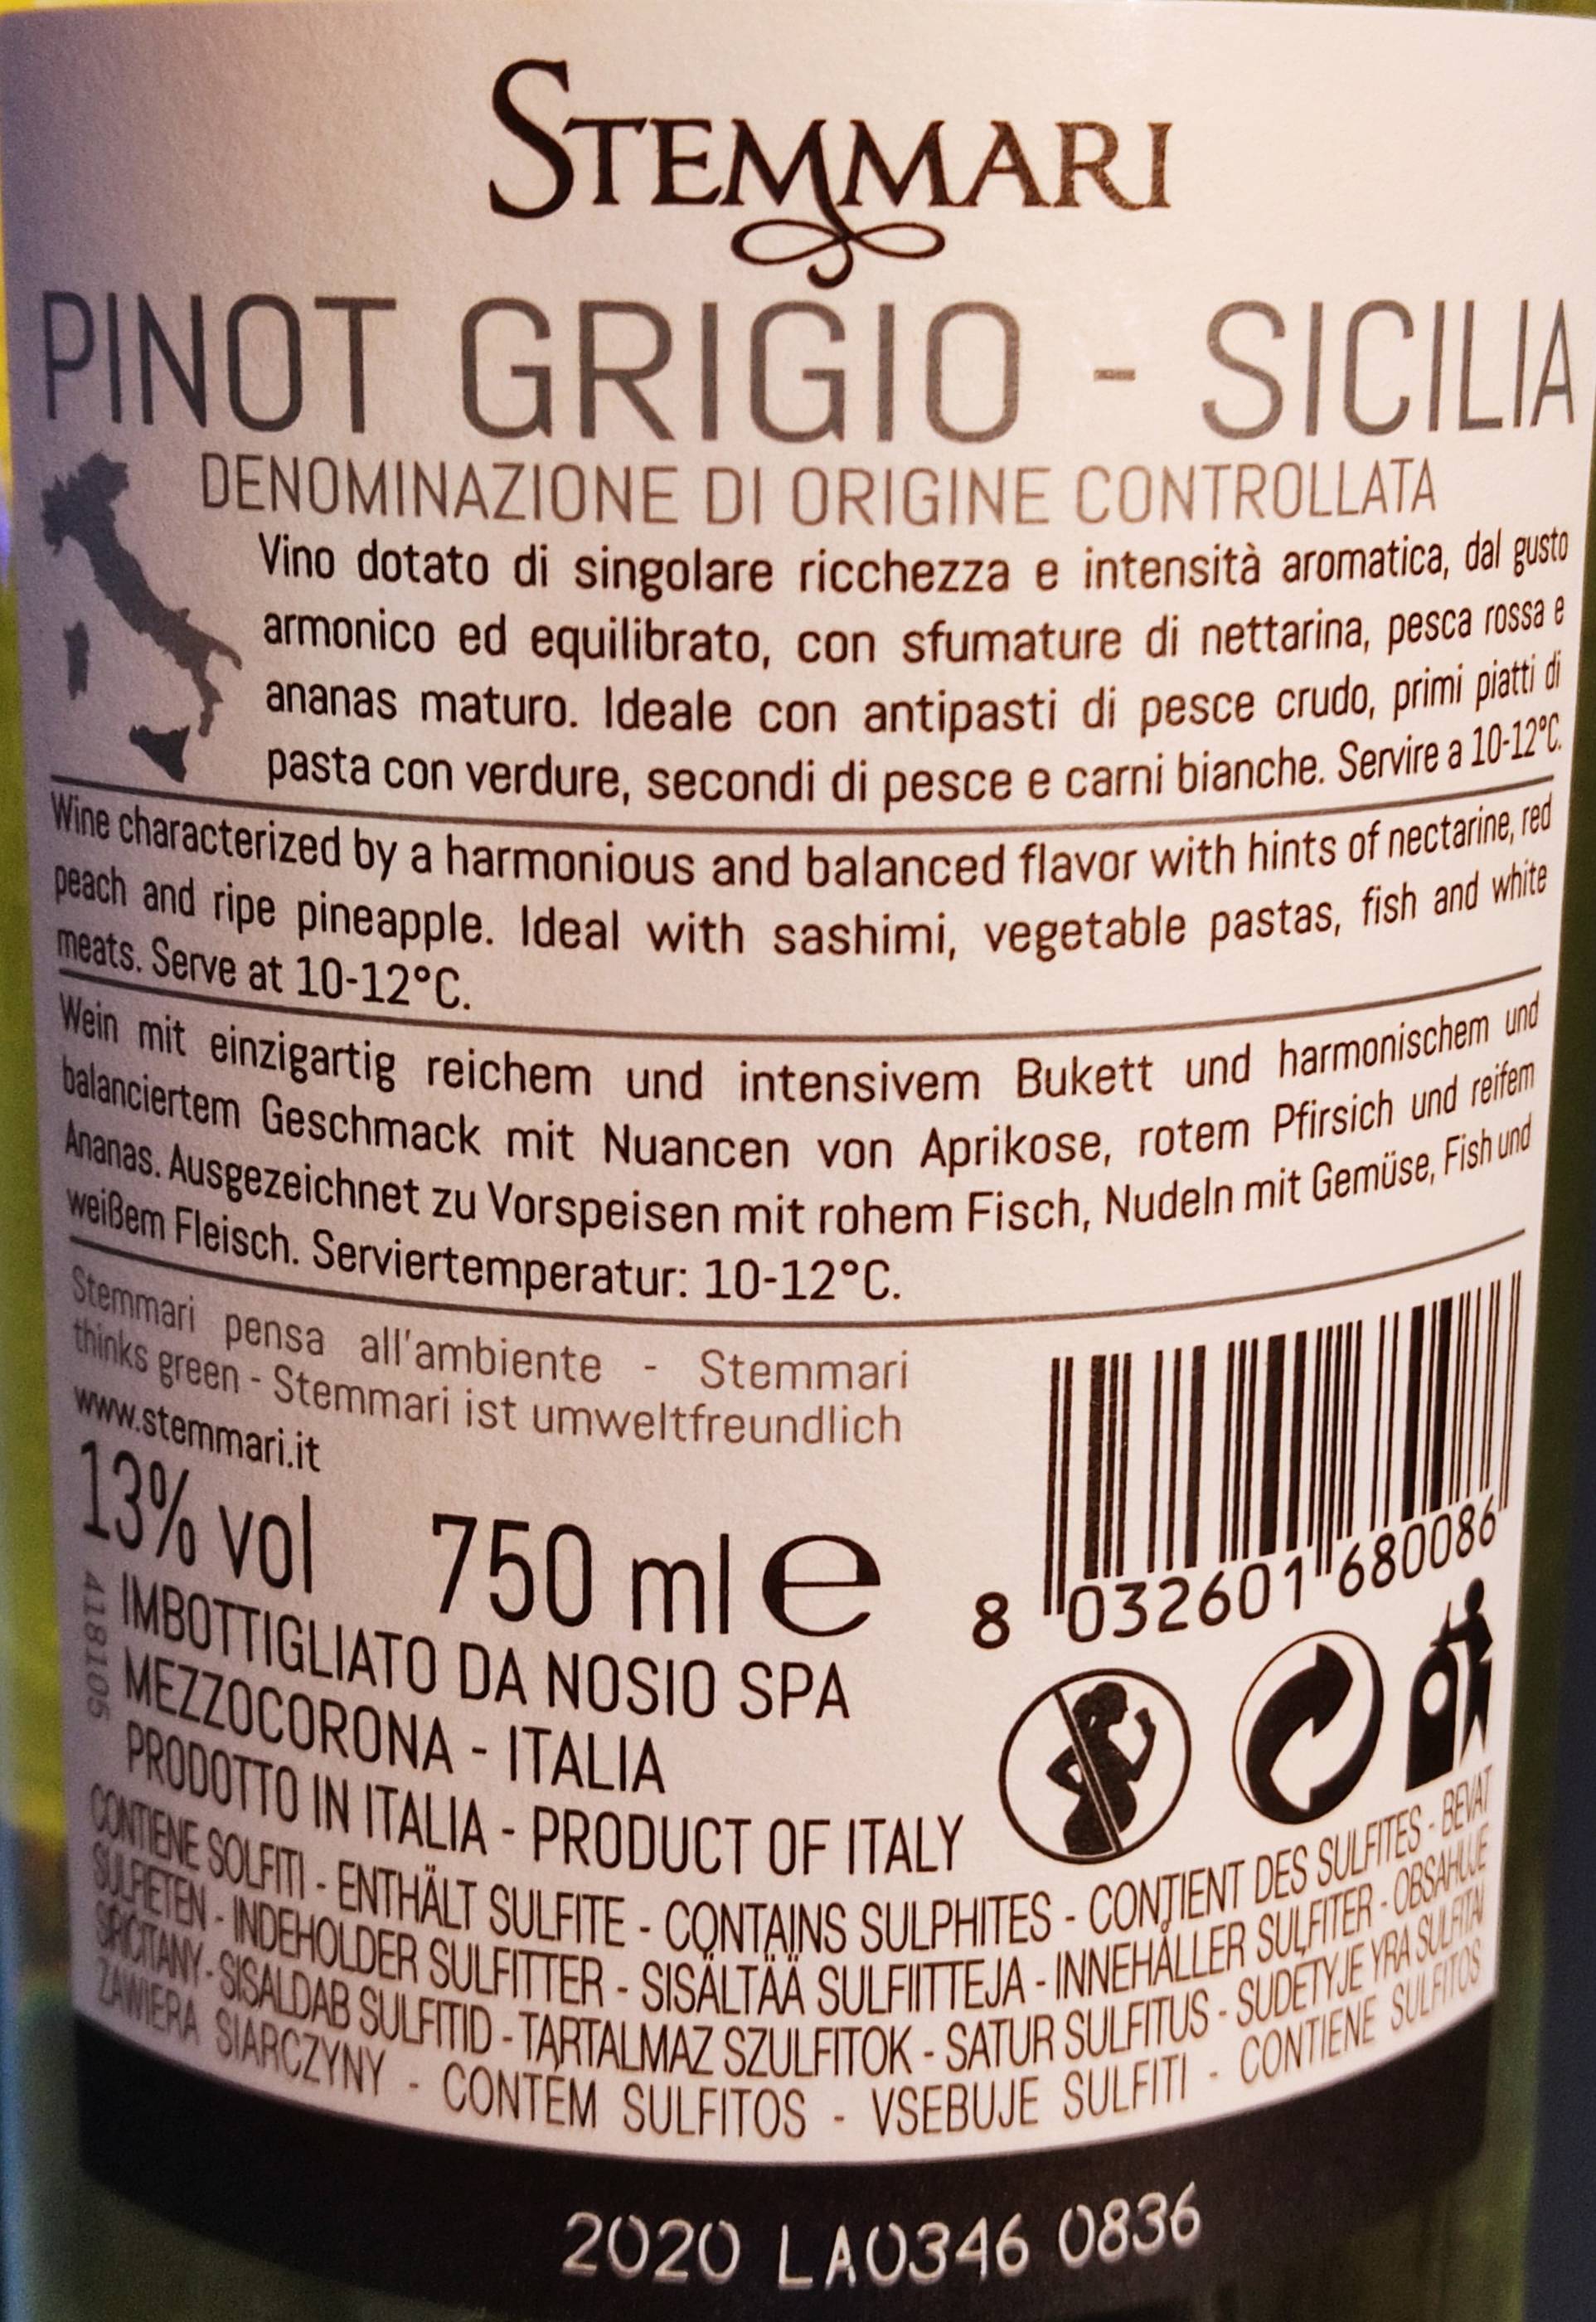 STEMMARI
PINOT GRIGIO - SICILIA
DENOMINAZIONE DI ORIGINE CONTROLLATA
Vino dotato di singolare ricchezza e intensità aromatica, dal gusto
armonico ed equilibrato, con sfumature di nettarina, pesca rossa e
ananas maturo. Ideale con antipasti di pesce crudo, primi piatti di
pasta con verdure, secondi di pesce e carni bianche. Servire a 10-12°C.
Wine characterized by a harmonious and balanced flavor with hints of nectarine, red
peach and ripe pineapple. Ideal with sashimi, vegetable pastas, fish and white
meats. Serve at 10-12°C.
Wein mit einzigartig reichem und intensivem Bukett und harmonischem und
balanciertem Geschmack mit Nuancen von Aprikose, rotem Pfirsich und reifem
Ananas. Ausgezeichnet zu Vorspeisen mit rohem Fisch, Nudeln mit Gemüse, Fish und
weißem Fleisch. Serviertemperatur: 10-12°C.
Stemmari pensa all'ambiente - Stemmari
thinks green - Stemmari ist umweltfreundlich
www.stemmari.it
13% vol 750 ml e
8 032601 680086
4181105
IMBOTTIGLIATO DA NOSIO SPA
MEZZOCORONA - ITALIA
PRODOTTO IN ITALIA - PRODUCT OF ITALY
CONTIENE SOLFITI - ENTHÄLT SULFITE - CONTAINS SULPHITES - CONTIENT DES SULFITES - BEVAT
SULFIETEN - INDEHOLDER SULFITTER - SISÄLTÄÄ SULFIITTEJA - INNEHÅLLER SULFITER - OBSAHUJE
SIRIČITANY - SISALDAB SULFITID - TARTALMAZ SZULFITOK - SATUR SULFITUS - SUDĖTYJE YRA SULFITAI
ZAWIERA SIARCZYNY - CONTÉM SULFITOS - VSEBUJE SULFITI - CONTIENE SULFITOS
2020 LA0346 0836